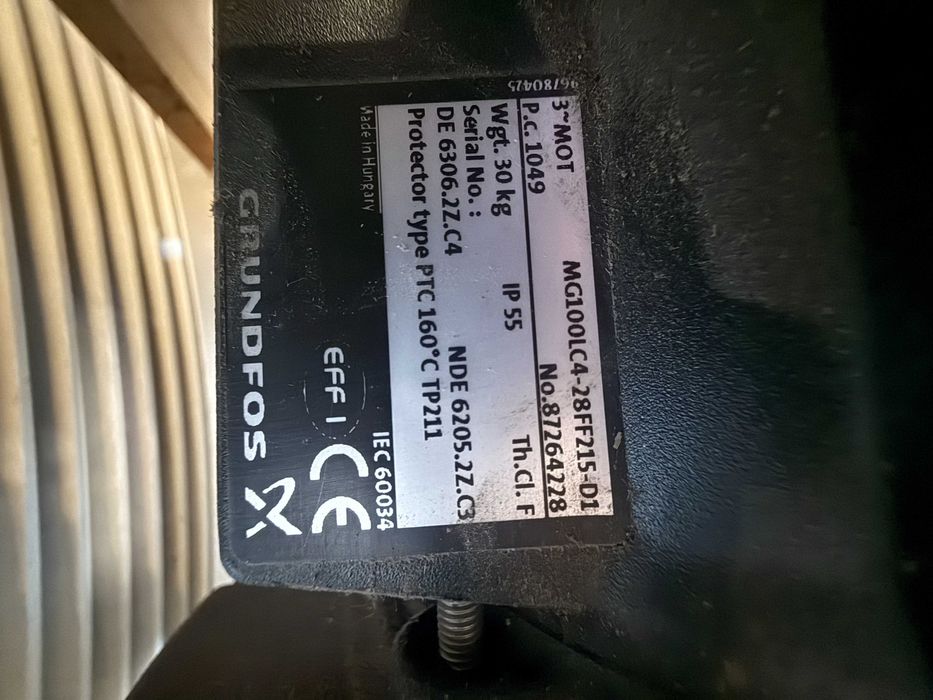 96780425
3~MOT MG100LC4-28FF215-D1
P.C. 1049 No.87264228
Wgt. 30 kg IP 55 Th.Cl. F
Serial No. :
DE 6306.2Z.C4 NDE 6205.2Z.C3
Protector type PTC 160°C TP211
IEC 60034
Made in Hungary
EFF 1 CE
GRUNDFOS